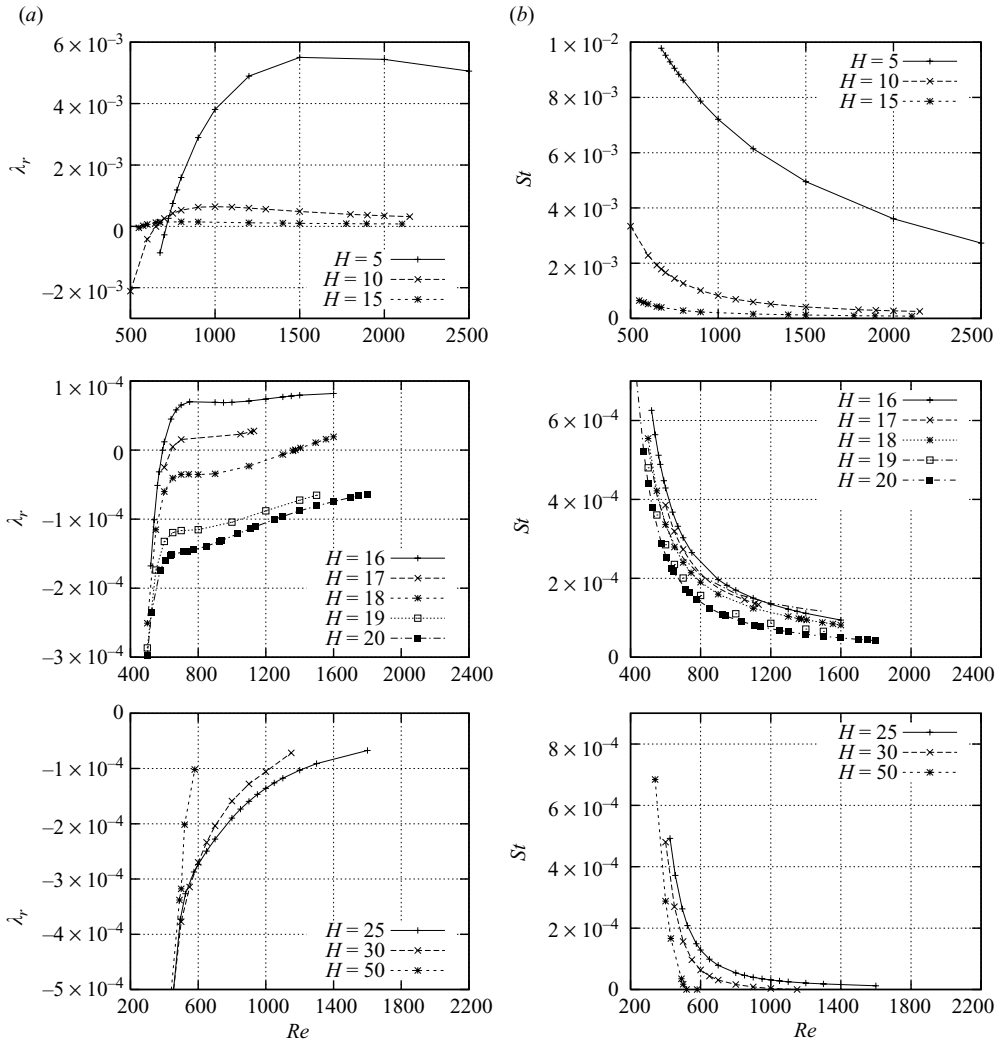 (a)
6 × 10⁻³
4 × 10⁻³
2 × 10⁻³
0
−2 × 10⁻³
λr
H = 5
H = 10
H = 15
500 1000 1500 2000 2500
(b)
1 × 10⁻²
8 × 10⁻³
6 × 10⁻³
4 × 10⁻³
2 × 10⁻³
0
St
H = 5
H = 10
H = 15
500 1000 1500 2000 2500
1 × 10⁻⁴
0
−1 × 10⁻⁴
−2 × 10⁻⁴
−3 × 10⁻⁴
λr
H = 16
H = 17
H = 18
H = 19
H = 20
400 800 1200 1600 2000 2400
6 × 10⁻⁴
4 × 10⁻⁴
2 × 10⁻⁴
0
St
H = 16
H = 17
H = 18
H = 19
H = 20
400 800 1200 1600 2000 2400
0
−1 × 10⁻⁴
−2 × 10⁻⁴
−3 × 10⁻⁴
−4 × 10⁻⁴
−5 × 10⁻⁴
λr
H = 25
H = 30
H = 50
200 600 1000 1400 1800 2200
Re
8 × 10⁻⁴
6 × 10⁻⁴
4 × 10⁻⁴
2 × 10⁻⁴
0
St
H = 25
H = 30
H = 50
200 600 1000 1400 1800 2200
Re